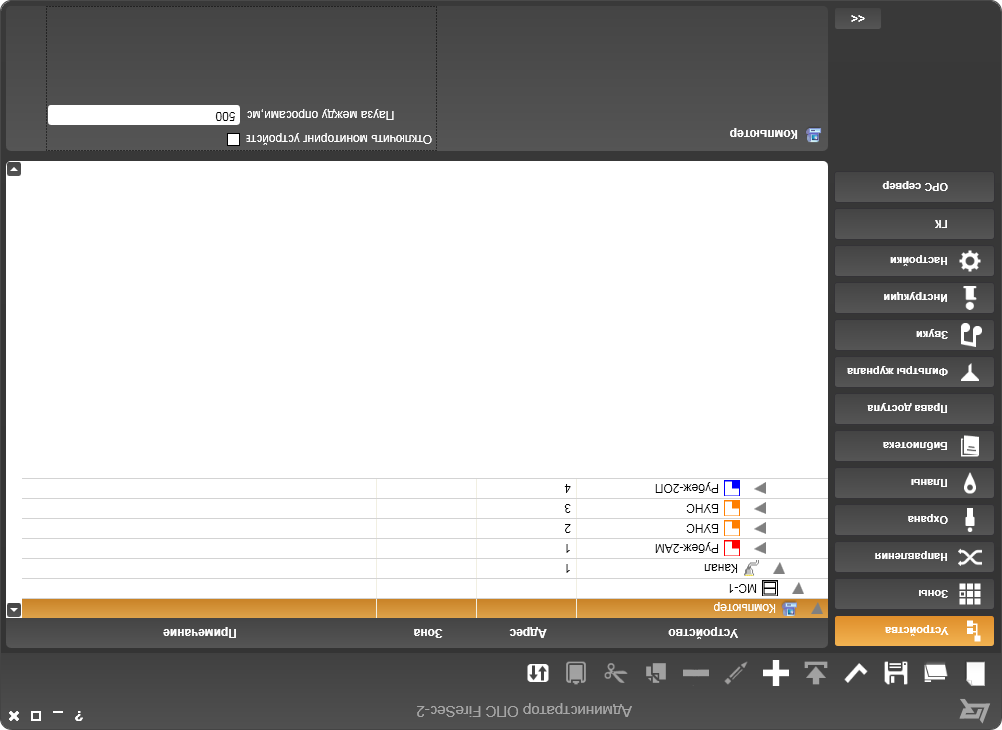 Администратор ОПС FireSec-2
?
Устройства
Зоны
Направления
Охрана
Планы
Библиотека
Права доступа
Фильтры журнала
Звуки
Инструкции
Настройки
ГК
OPC сервер
<<
Устройство Адрес Зона Примечание
Компьютер
МС-1
Канал 1
Рубеж-2АМ 1
БУНС 2
БУНС 3
Рубеж-2ОП 4
Компьютер
Отключить мониторинг устройств
Пауза между опросами,мс 500